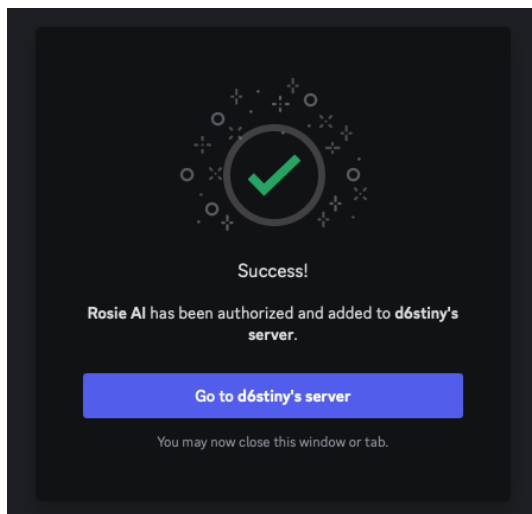 Success!
Rosie AI has been authorized and added to d6stiny's
server.
Go to d6stiny's server
You may now close this window or tab.